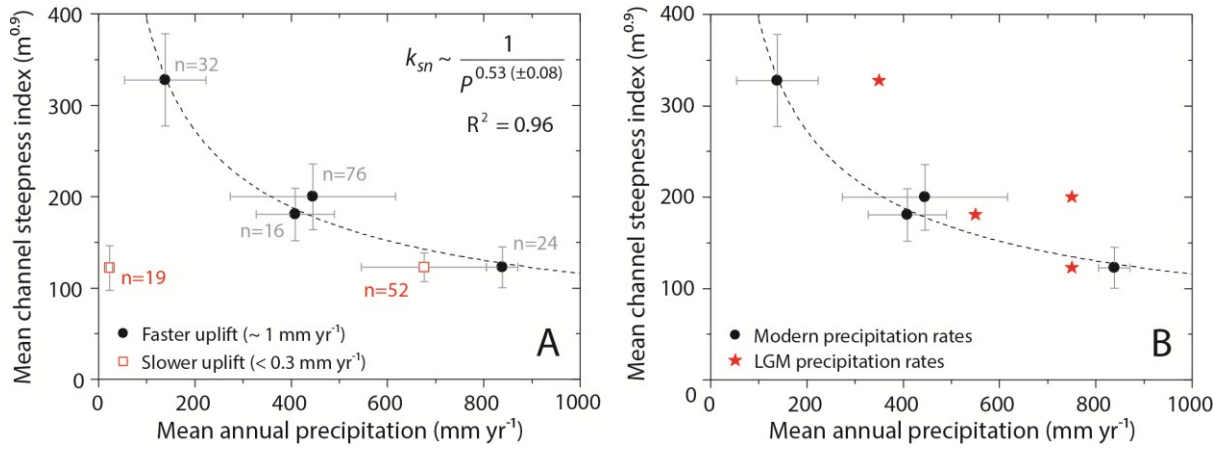 400
300
200
100
0
Mean channel steepness index (m^0.9)
n=32
k_sn ~ 1 / P^0.53 (±0.08)
R² = 0.96
n=76
n=16
n=24
n=19
n=52
Faster uplift (~ 1 mm yr⁻¹)
Slower uplift (< 0.3 mm yr⁻¹)
A
0 200 400 600 800 1000
Mean annual precipitation (mm yr⁻¹)
400
300
200
100
0
Mean channel steepness index (m^0.9)
Modern precipitation rates
LGM precipitation rates
B
0 200 400 600 800 1000
Mean annual precipitation (mm yr⁻¹)